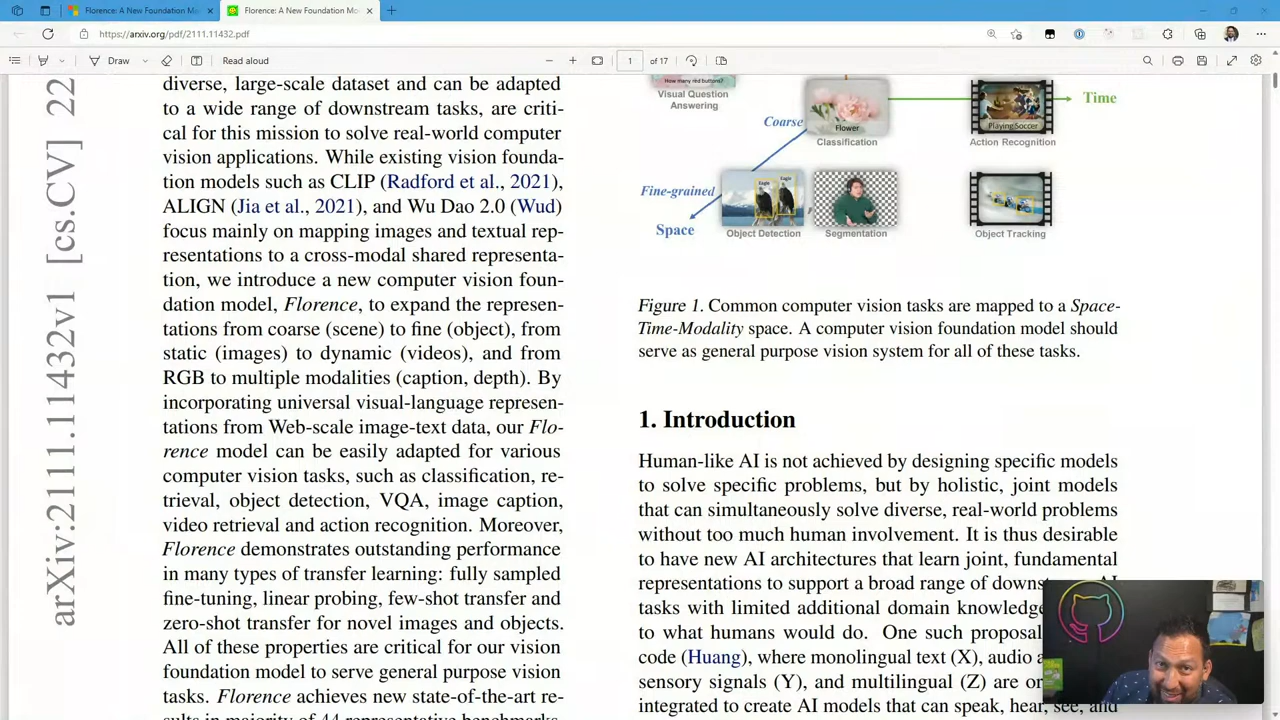 Florence: A New Foundation Mo
Florence: A New Foundation Mo
https://arxiv.org/pdf/2111.11432.pdf
Draw
Read aloud
1
of 17
arXiv:2111.11432v1 [cs.CV] 22
diverse, large-scale dataset and can be adapted
to a wide range of downstream tasks, are criti-
cal for this mission to solve real-world computer
vision applications. While existing vision founda-
tion models such as CLIP (Radford et al., 2021),
ALIGN (Jia et al., 2021), and Wu Dao 2.0 (Wud)
focus mainly on mapping images and textual rep-
resentations to a cross-modal shared representa-
tion, we introduce a new computer vision foun-
dation model, Florence, to expand the represen-
tations from coarse (scene) to fine (object), from
static (images) to dynamic (videos), and from
RGB to multiple modalities (caption, depth). By
incorporating universal visual-language represen-
tations from Web-scale image-text data, our Flo-
rence model can be easily adapted for various
computer vision tasks, such as classification, re-
trieval, object detection, VQA, image caption,
video retrieval and action recognition. Moreover,
Florence demonstrates outstanding performance
in many types of transfer learning: fully sampled
fine-tuning, linear probing, few-shot transfer and
zero-shot transfer for novel images and objects.
All of these properties are critical for our vision
foundation model to serve general purpose vision
tasks. Florence achieves new state-of-the-art re-
sults in majority of 44 representative benchmarks,
How many red buttons?
Visual Question
Answering
Coarse
Flower
Classification
Time
Playing Soccer
Action Recognition
Fine-grained
Space
Eagle
Eagle
Object Detection
Segmentation
Object Tracking
Figure 1. Common computer vision tasks are mapped to a Space-
Time-Modality space. A computer vision foundation model should
serve as general purpose vision system for all of these tasks.
1. Introduction
Human-like AI is not achieved by designing specific models
to solve specific problems, but by holistic, joint models
that can simultaneously solve diverse, real-world problems
without too much human involvement. It is thus desirable
to have new AI architectures that learn joint, fundamental
representations to support a broad range of downs AI
tasks with limited additional domain knowledge
to what humans would do. One such proposal
code (Huang), where monolingual text (X), audio a
sensory signals (Y), and multilingual (Z) are or
integrated to create AI models that can speak, hear, see, and